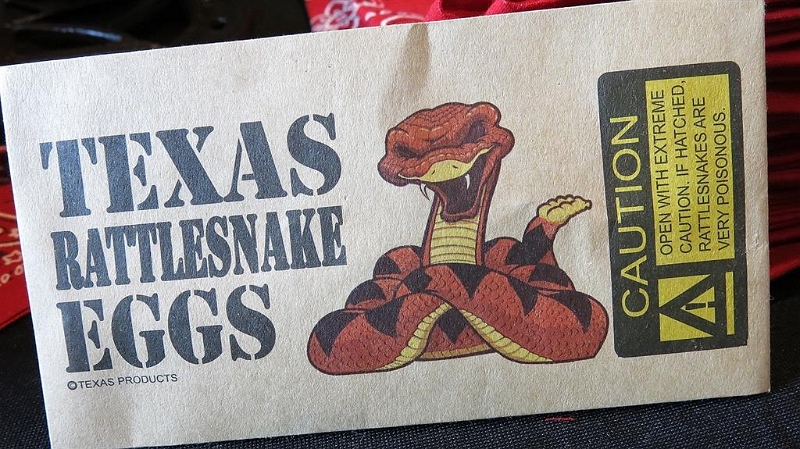 TEXAS
RATTLESNAKE
EGGS
©TEXAS PRODUCTS
CAUTION
OPEN WITH EXTREME
CAUTION. IF HATCHED,
RATTLESNAKES ARE
VERY POISONOUS.